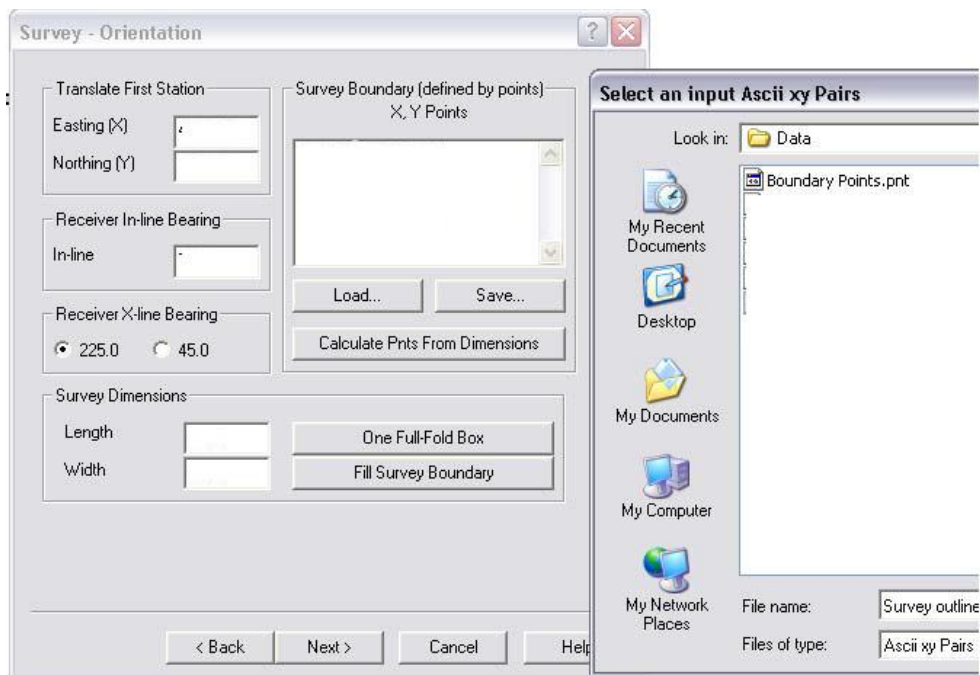 Survey - Orientation
Translate First Station
Easting (X)
Northing (Y)
Receiver In-line Bearing
In-line
Receiver X-line Bearing
225.0 45.0
Survey Boundary (defined by points)
X, Y Points
Load... Save...
Calculate Pnts From Dimensions
Survey Dimensions
Length
Width
One Full-Fold Box
Fill Survey Boundary
< Back Next > Cancel Help
Select an input Ascii xy Pairs
Look in: Data
Boundary Points.pnt
My Recent
Documents
Desktop
My Documents
My Computer
My Network
Places
File name: Survey outline
Files of type: Ascii xy Pairs